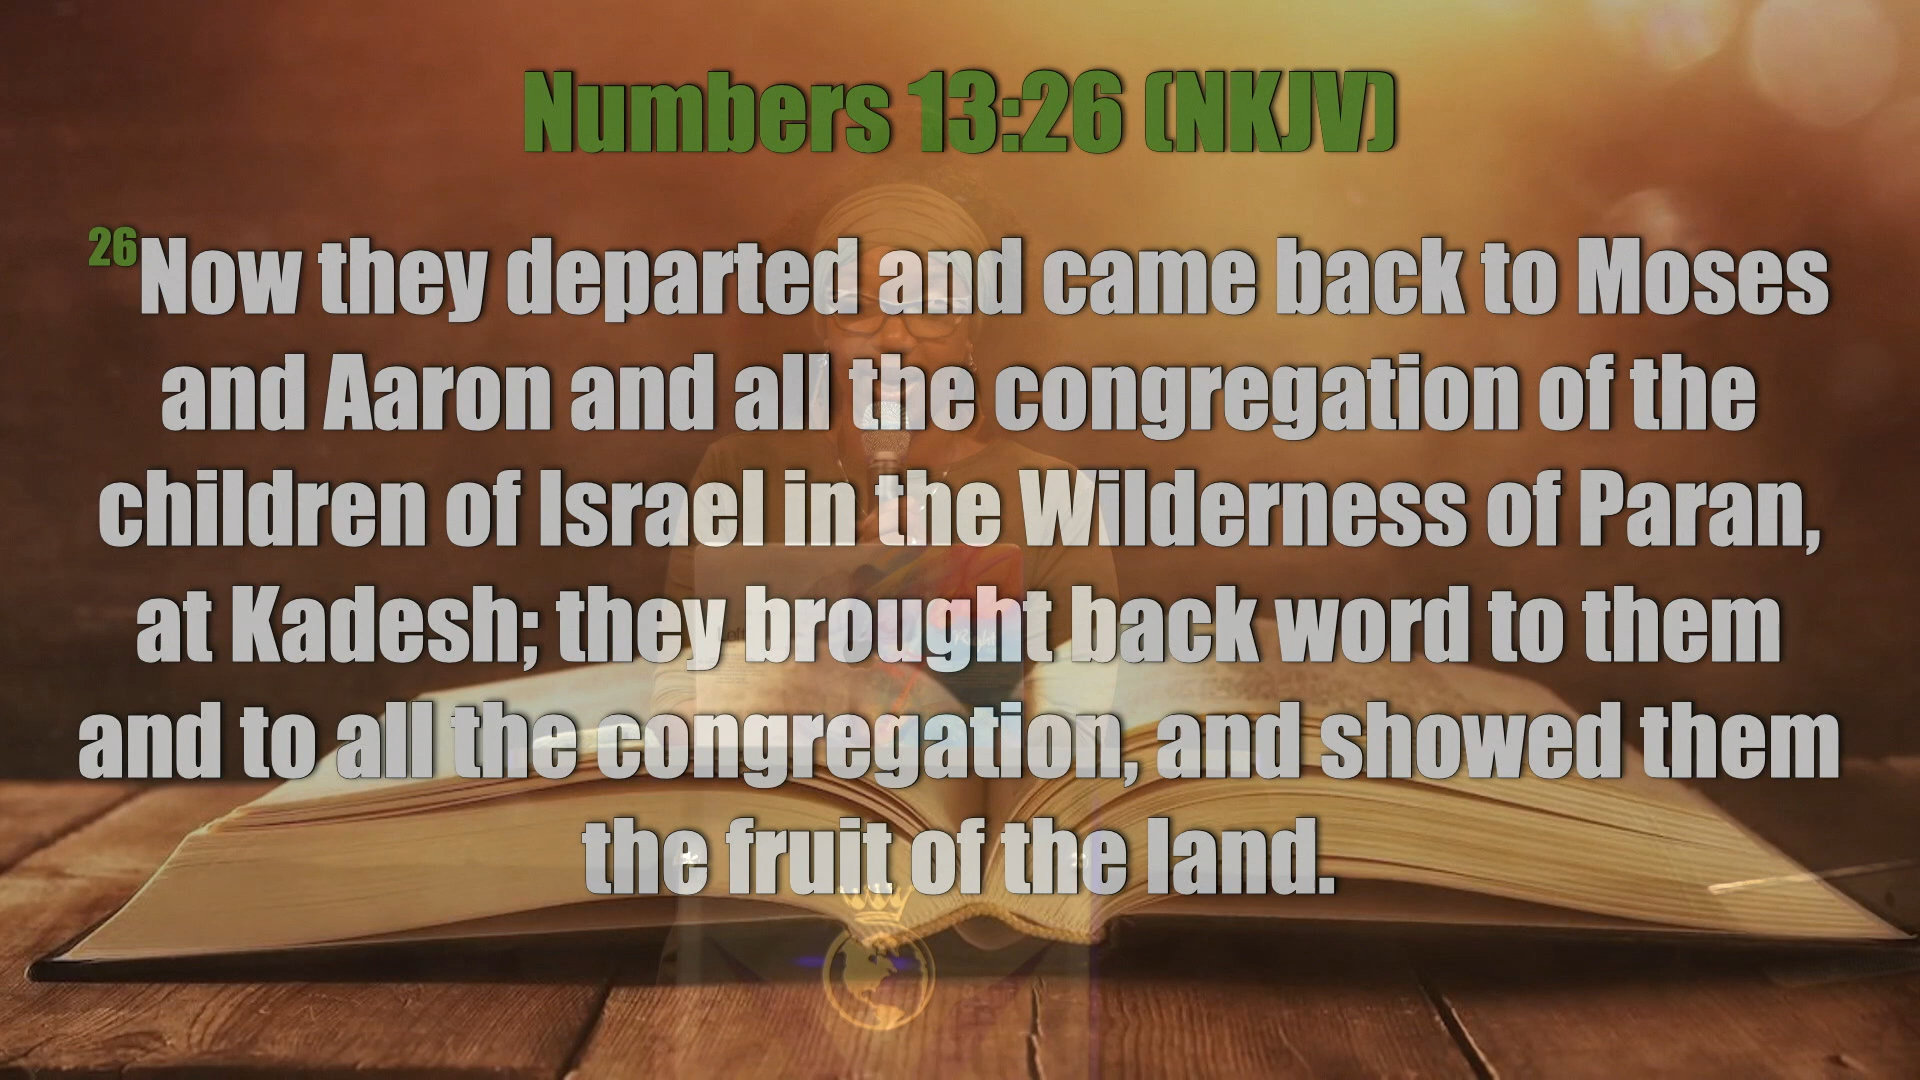 Numbers 13:26 (NKJV)
26Now they departed and came back to Moses
and Aaron and all the congregation of the
children of Israel in the Wilderness of Paran,
at Kadesh; they brought back word to them
and to all the congregation, and showed them
the fruit of the land.
Left
Right